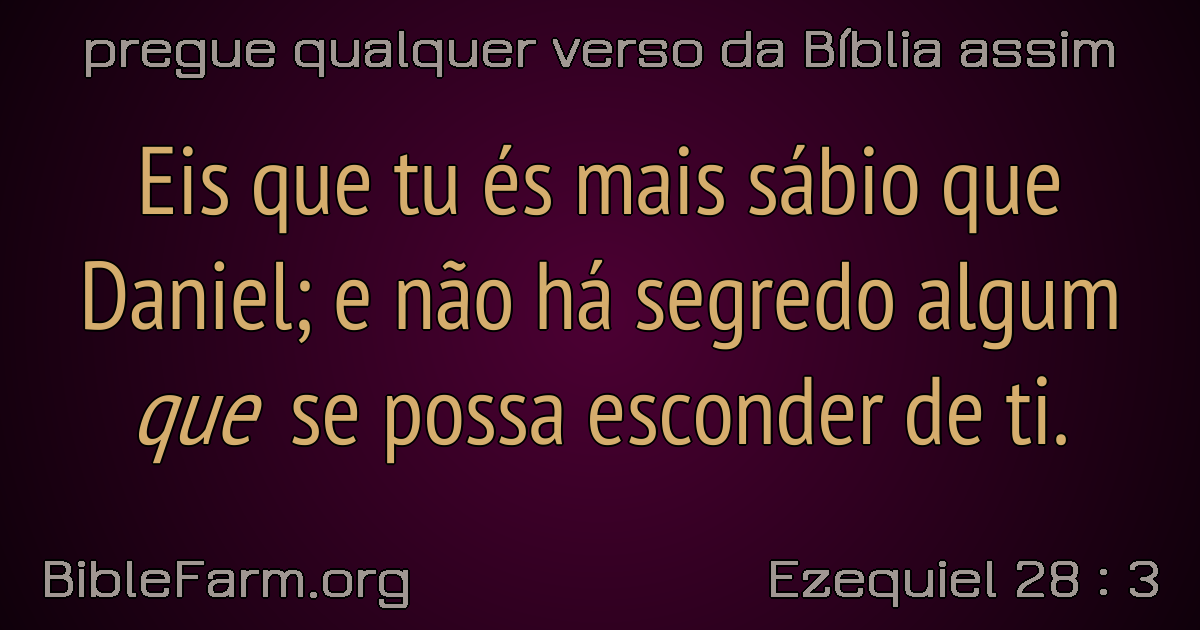 pregue qualquer verso da Bíblia assim
Eis que tu és mais sábio que
Daniel; e não há segredo algum
que se possa esconder de ti.
BibleFarm.org
Ezequiel 28 : 3